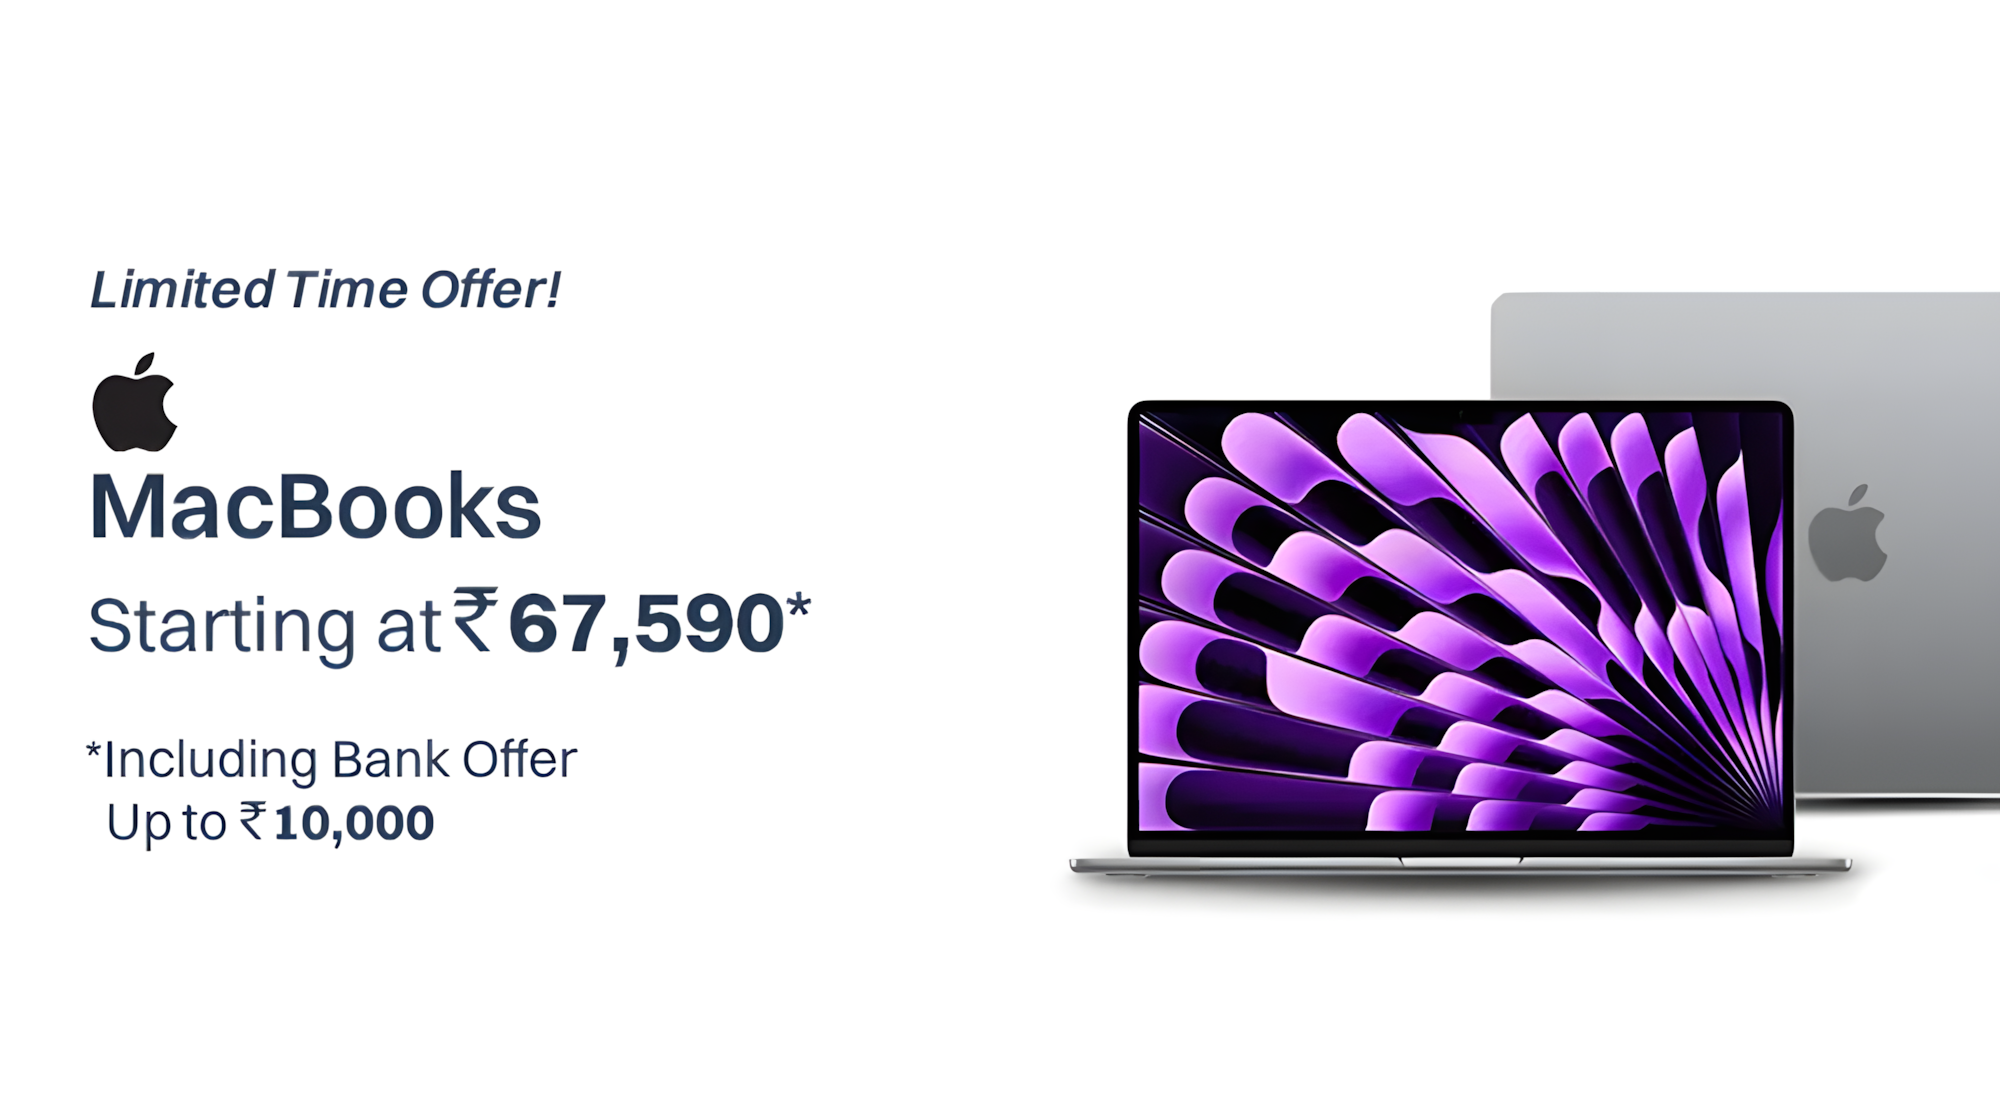 Limited Time Offer!
MacBooks
Starting at ₹67,590*
*Including Bank Offer
Up to ₹10,000